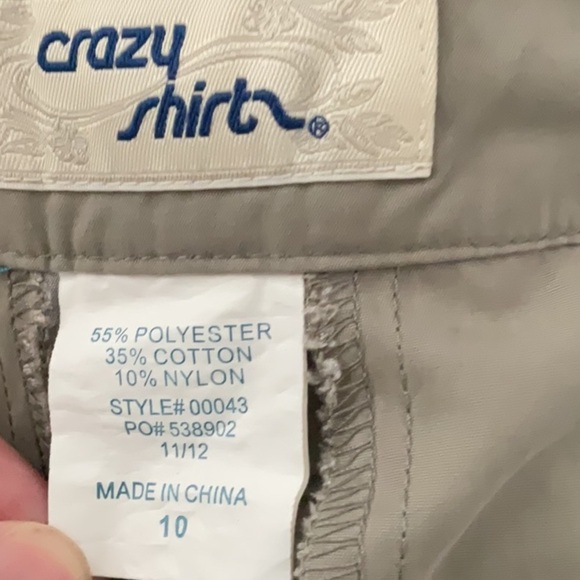 crazy
shirts®
55% POLYESTER
35% COTTON
10% NYLON
STYLE# 00043
PO# 538902
11/12
MADE IN CHINA
10